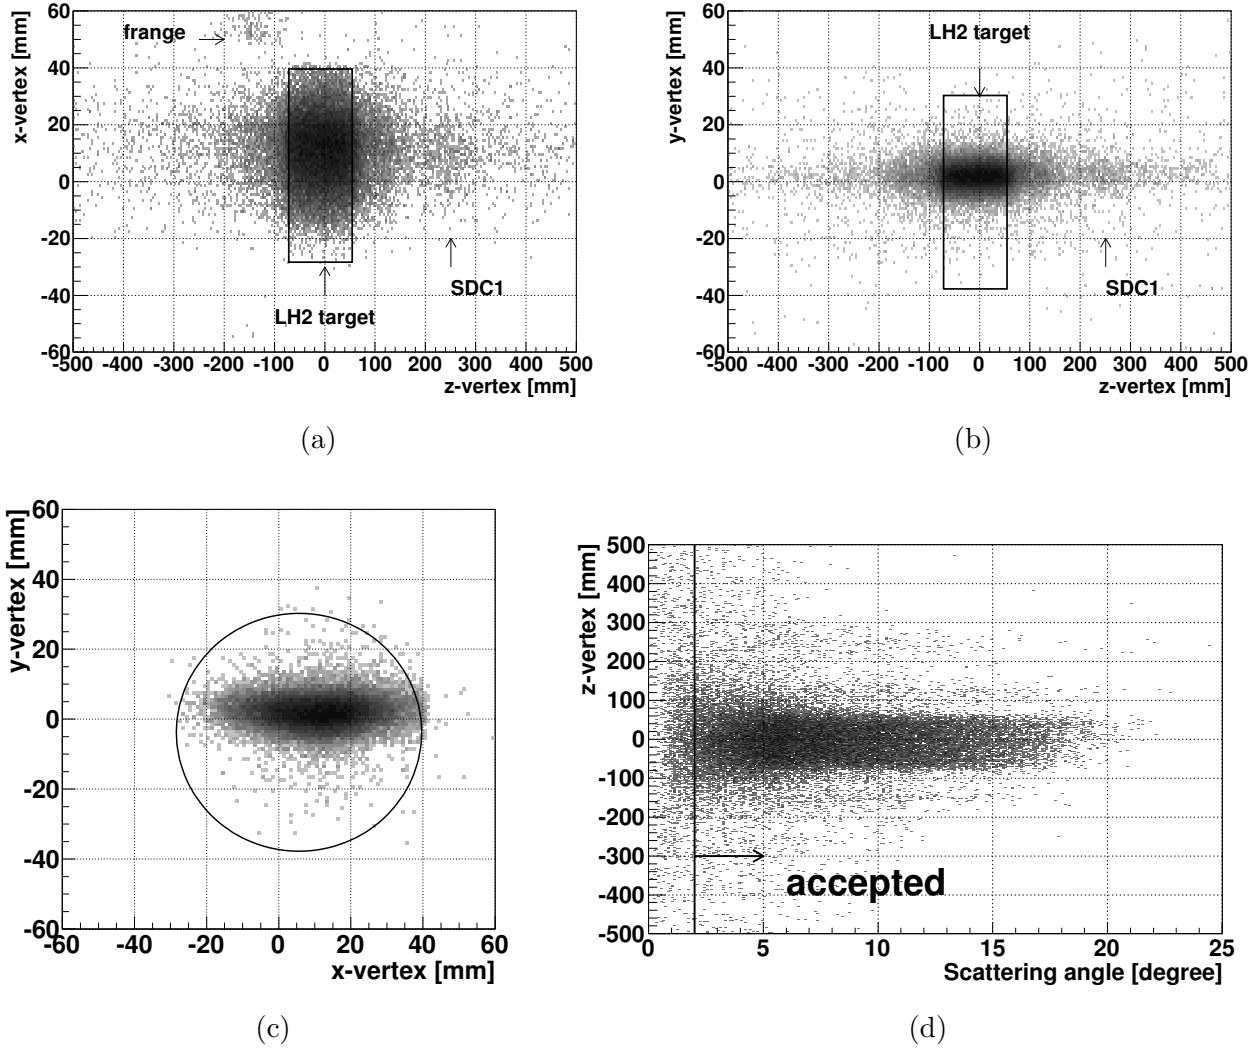 x-vertex [mm]
60
40
20
0
-20
-40
-60
frange
SDC1
LH2 target
-500 -400 -300 -200 -100 0 100 200 300 400 500
z-vertex [mm]
(a)
y-vertex [mm]
60
40
20
0
-20
-40
-60
LH2 target
SDC1
-500 -400 -300 -200 -100 0 100 200 300 400 500
z-vertex [mm]
(b)
y-vertex [mm]
60
40
20
0
-20
-40
-60
-60 -40 -20 0 20 40 60
x-vertex [mm]
(c)
z-vertex [mm]
500
400
300
200
100
0
-100
-200
-300
-400
-500
accepted
0 5 10 15 20 25
Scattering angle [degree]
(d)